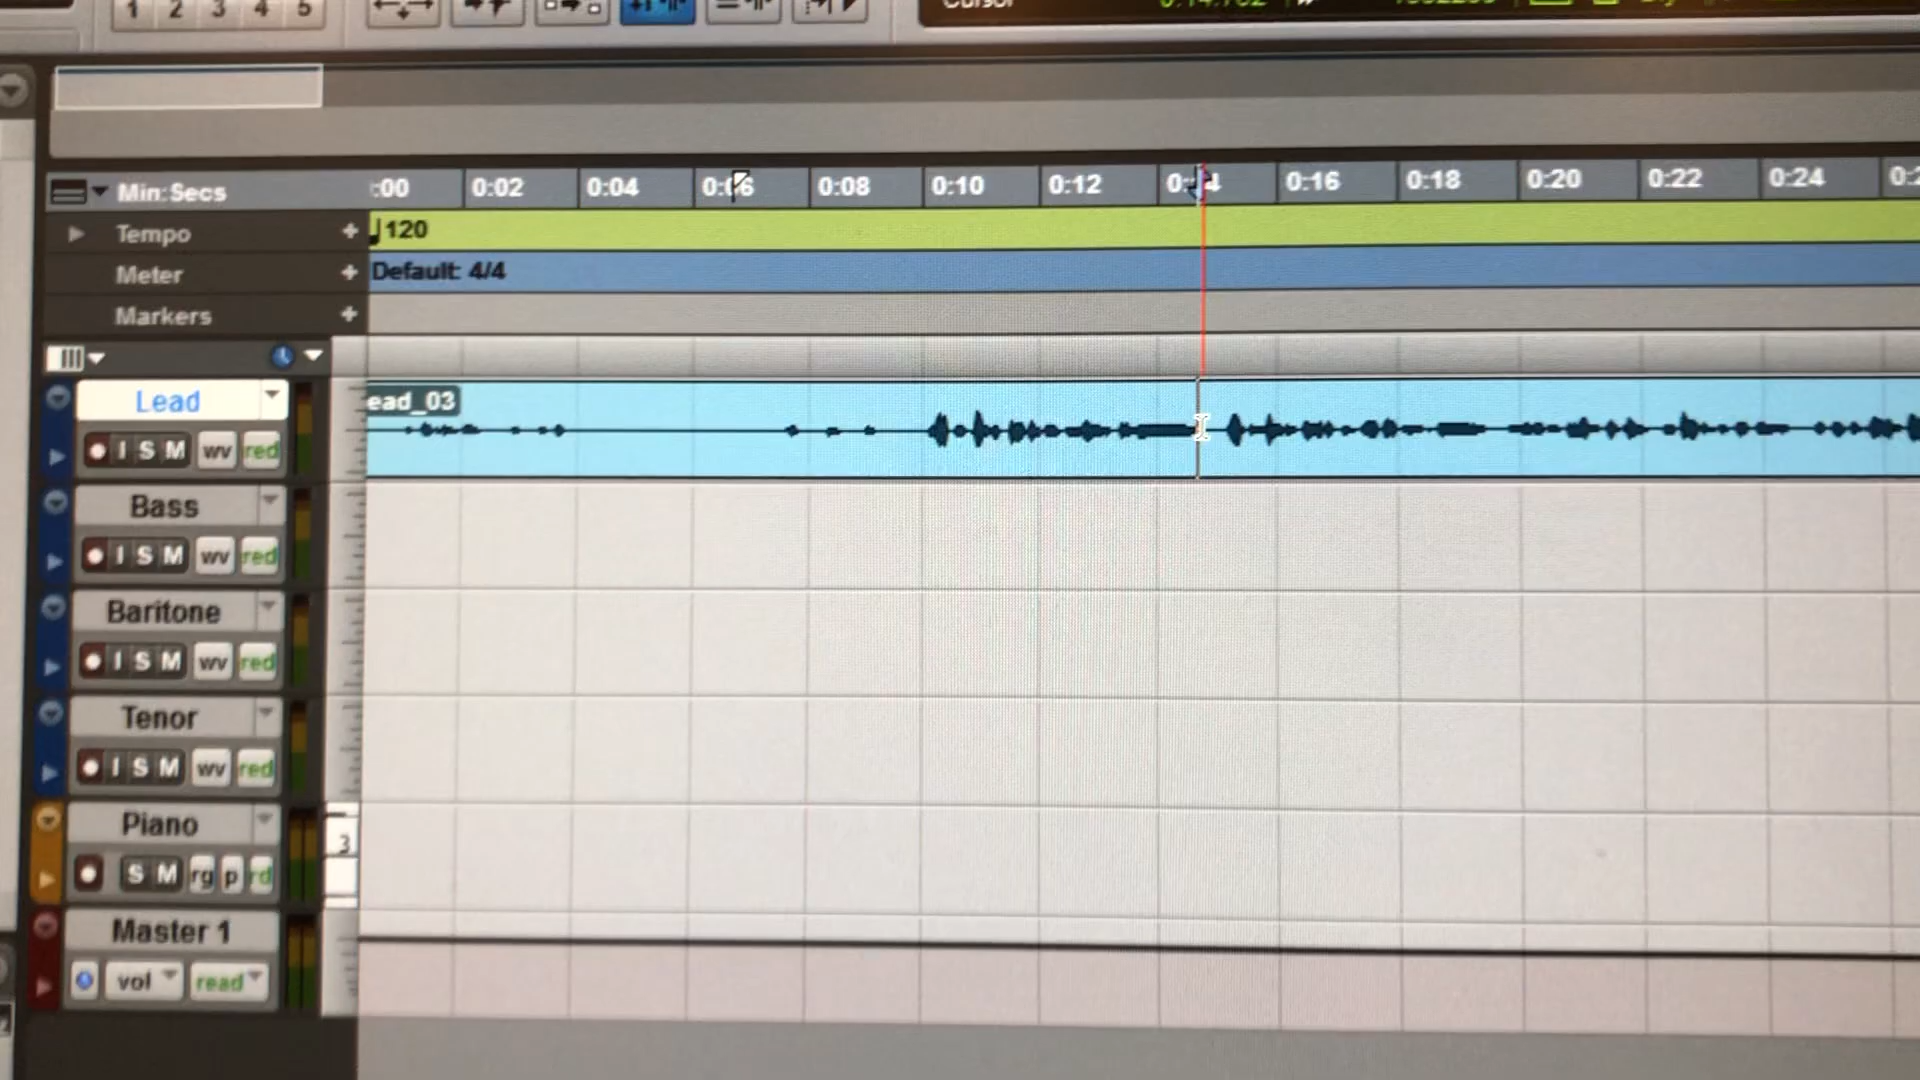 1 2 3 4 5
Cursor
Min:Secs :00 0:02 0:04 0:06 0:08 0:10 0:12 0:14 0:16 0:18 0:20 0:22 0:24
Tempo + 120
Meter + Default: 4/4
Markers +
Lead
ead_03
I S M wv red
Bass
I S M wv red
Baritone
I S M wv red
Tenor
I S M wv red
Piano
3
S M rg p rd
Master 1
vol read